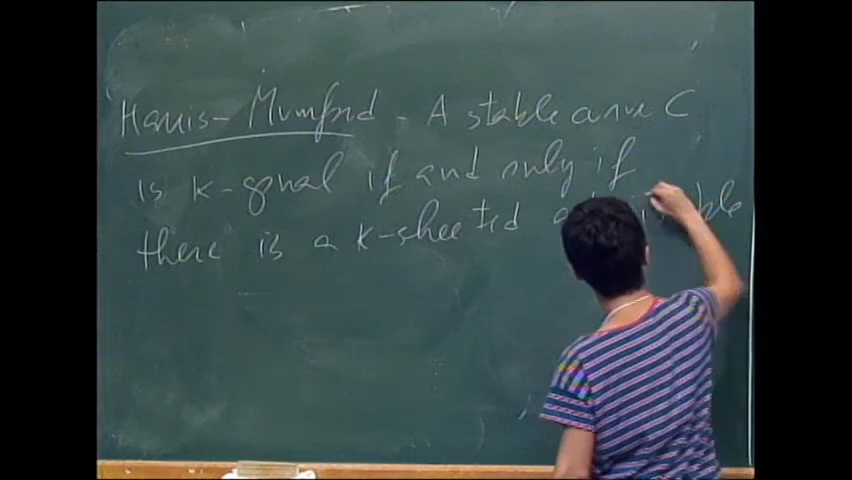 Harris-Mumford - A stable curve C
is k-gonal if and only if
there is a k-sheeted